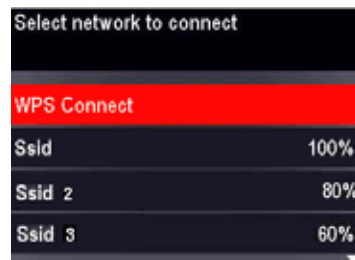 Select network to connect
WPS Connect
Ssid 100%
Ssid 2 80%
Ssid 3 60%